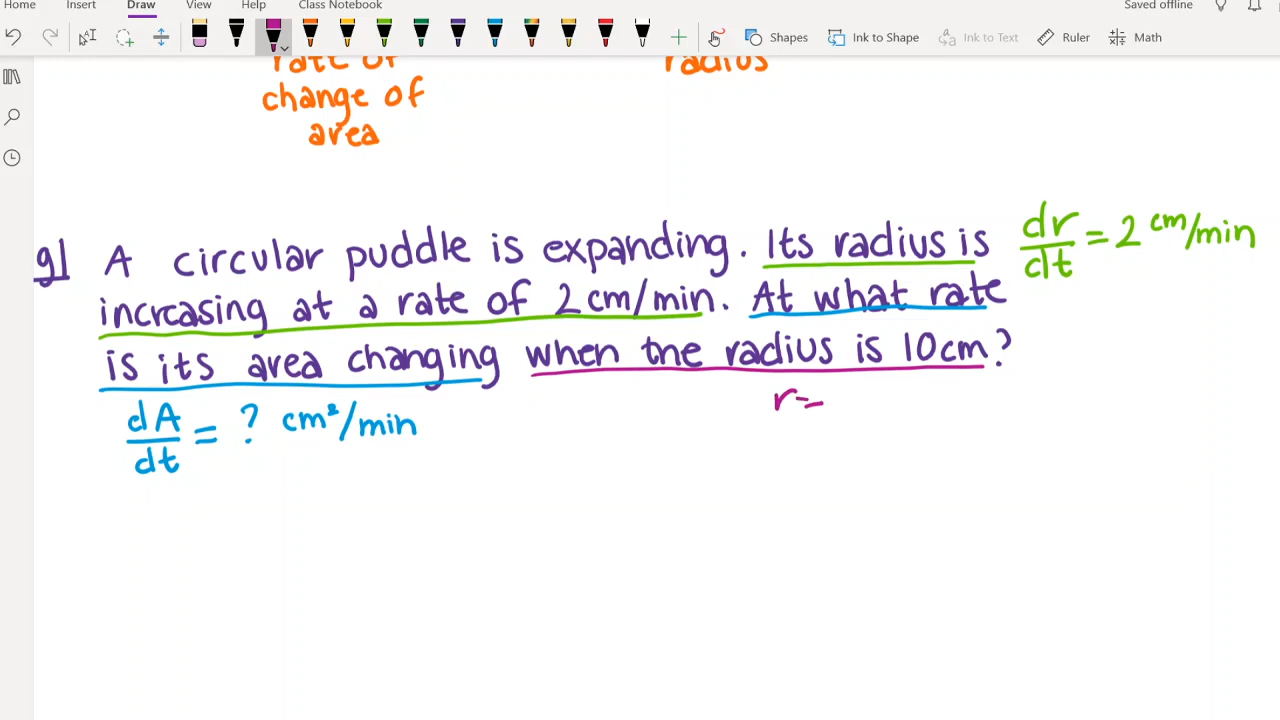 Home Insert Draw View Help Class Notebook Saved offline
Shapes Ink to Shape Ink to Text Ruler Math
rate of radius
change of
area
g| A circular puddle is expanding. Its radius is dr/dt = 2 cm/min
increasing at a rate of 2cm/min. At what rate
is its area changing when the radius is 10cm?
dA/dt = ? cm²/min r=